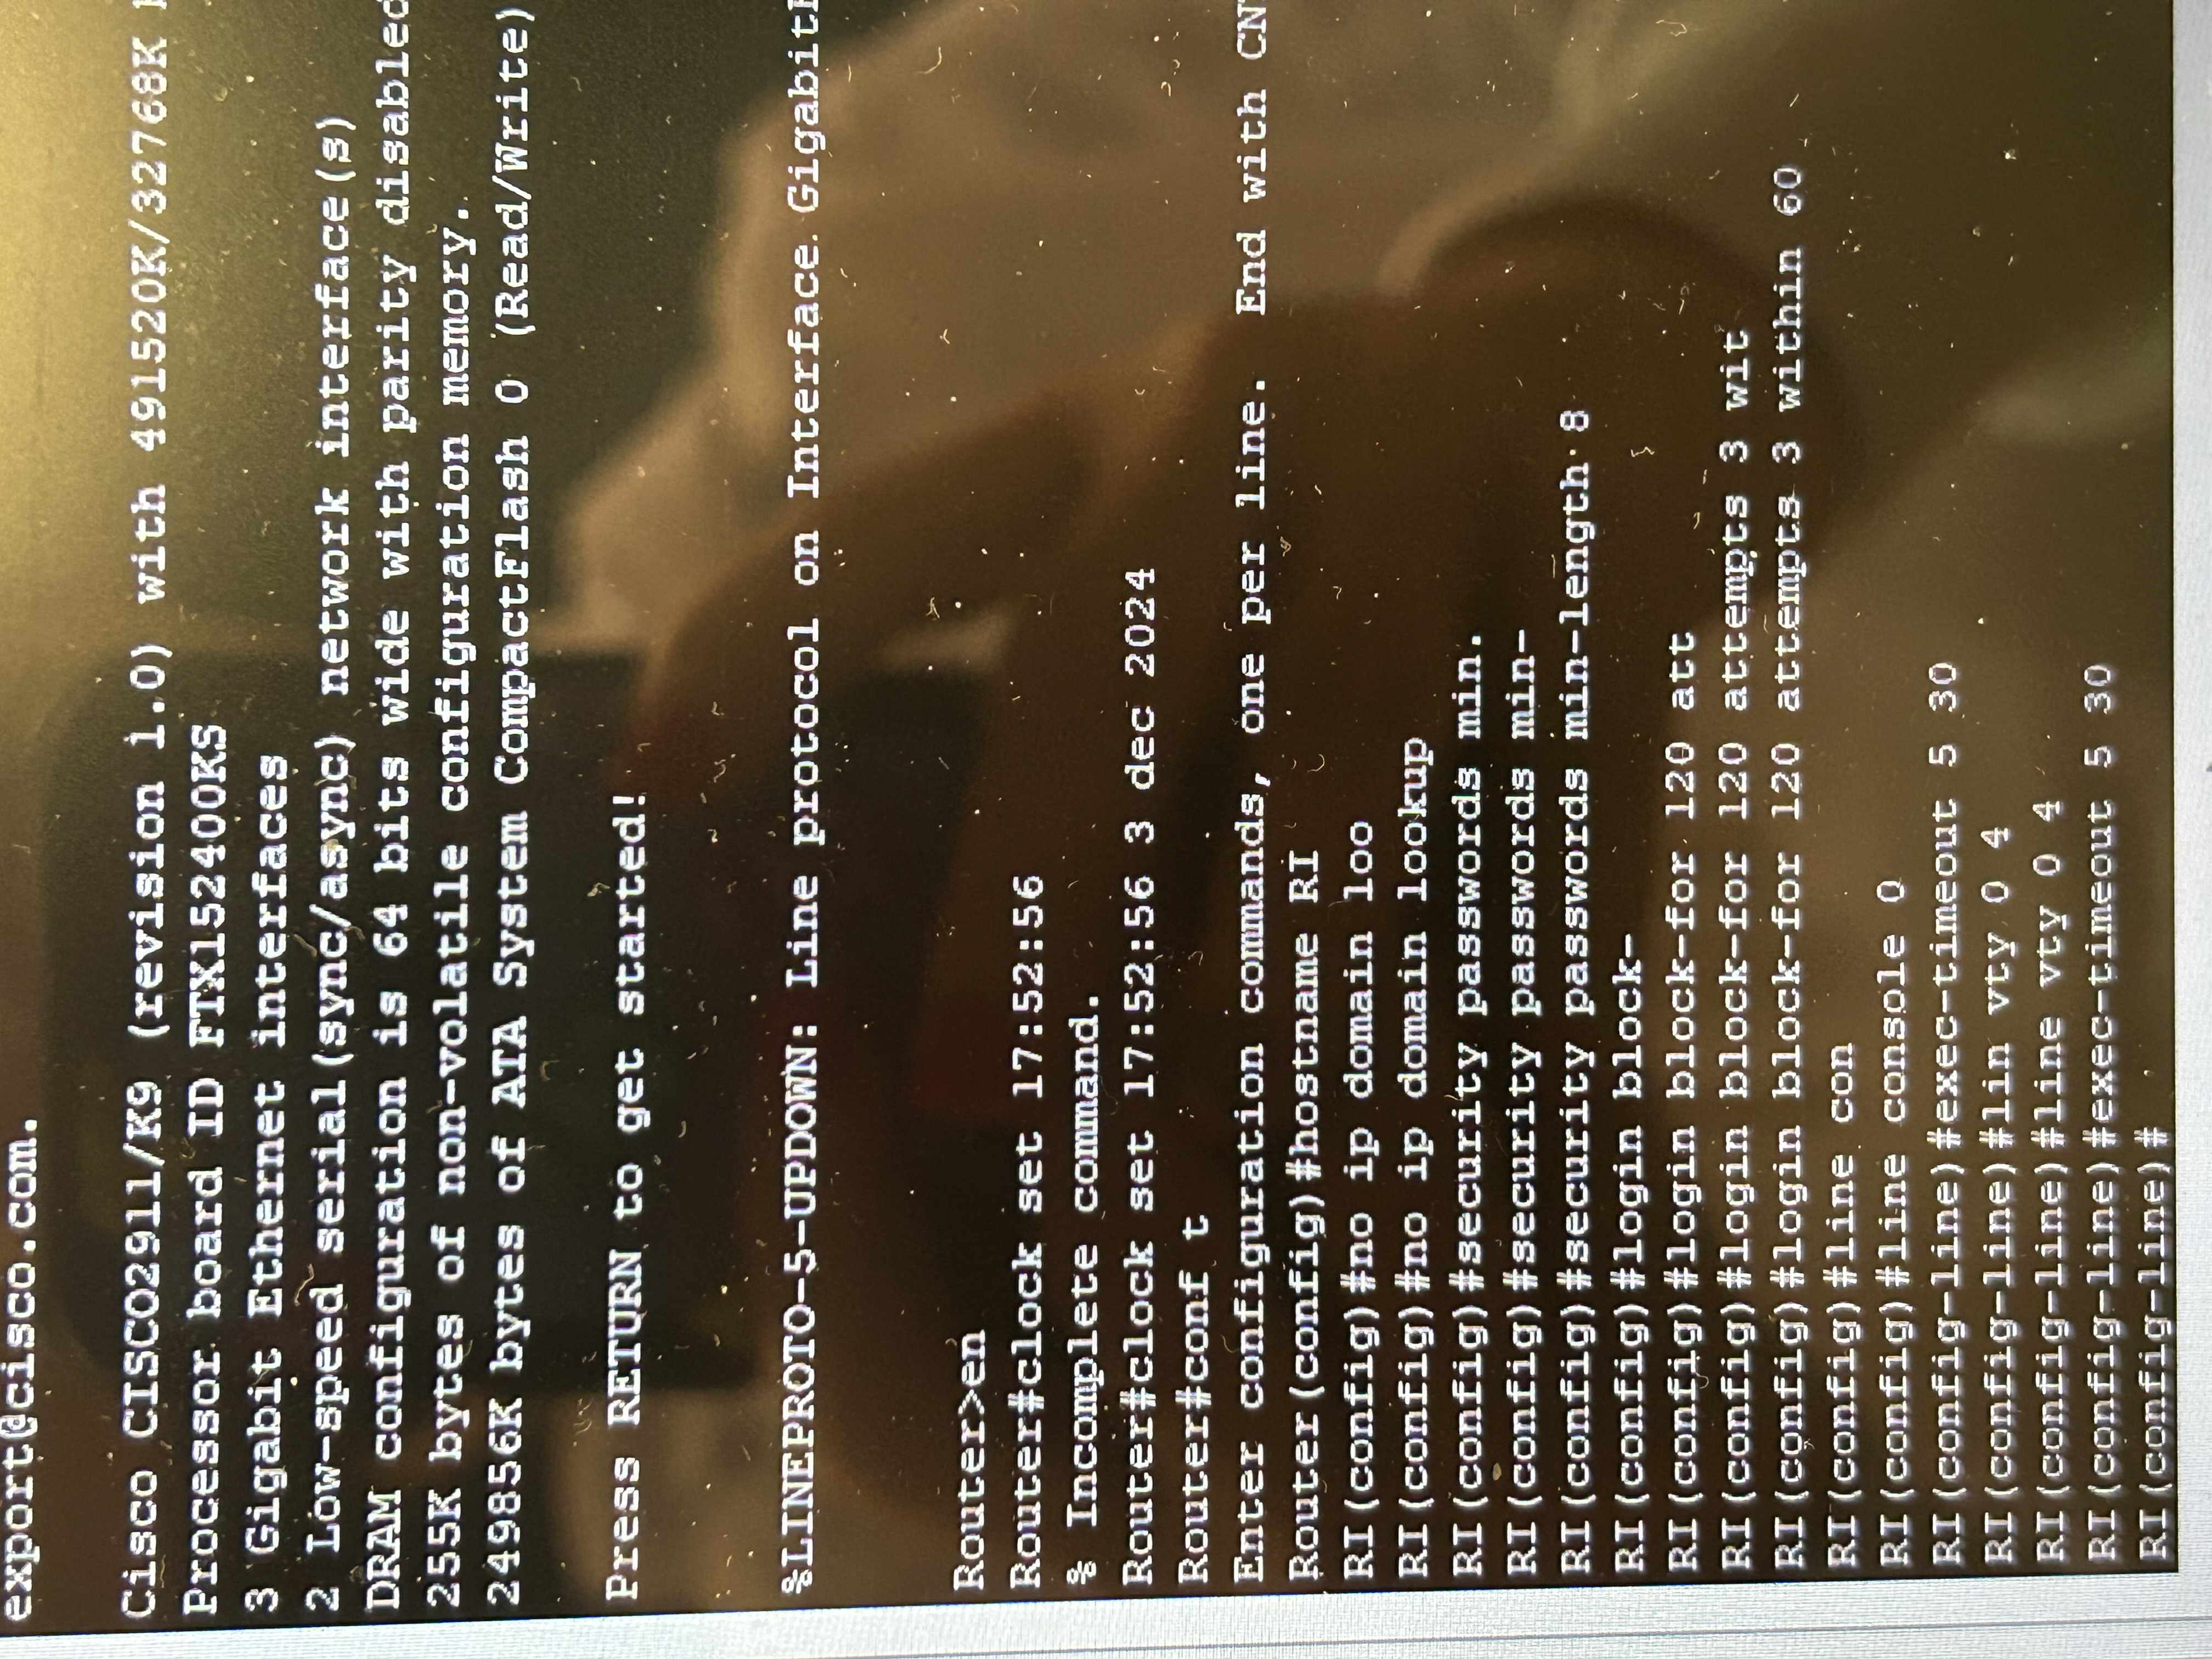 export@cisco.com.
Cisco CISCO2911/K9 (revision 1.0) with 491520K/32768K
Processor board ID FTX152400KS
3 Gigabit Ethernet interfaces
2 Low-speed serial(sync/async) network interface(s)
DRAM configuration is 64 bits wide with parity disabled
255K bytes of non-volatile configuration memory.
249856K bytes of ATA System CompactFlash 0 (Read/Write)
Press RETURN to get started!
%LINEPROTO-5-UPDOWN: Line protocol on Interface
Router>en
Router#clock set 17:52:56
% Incomplete command.
Router#clock set 17:52:56 3 dec 2024
Router#conf t
Enter configuration commands, one per line. End with
Router(config)#hostname RI
RI(config)#no ip domain loo
RI(config)#no ip domain lookup
RI(config)#security passwords min.
RI(config)#security passwords min-
RI(config)#security passwords min-length 8
RI(config)#login block-
RI(config)#login block-for 120 att
RI(config)#login block-for 120 attempts 3 wit
RI(config)#login block-for 120 attempts 3 within 60
RI(config)#line con
RI(config)#line console 0
RI(config-line)#exec-timeout 5 30
RI(config-line)#lin vty 0 4
RI(config-line)#line vty 0 4
RI(config-line)#exec-timeout 5 30
RI(config-line)#